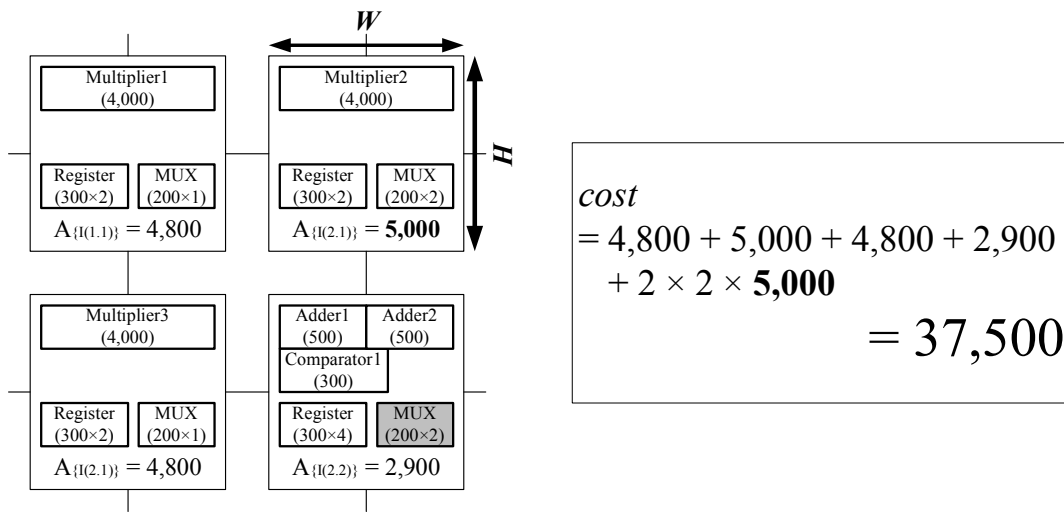 W
Multiplier1
(4,000)
Register
(300×2)
MUX
(200×1)
A{I(1.1)} = 4,800
Multiplier2
(4,000)
H
Register
(300×2)
MUX
(200×2)
A{I(2.1)} = 5,000
Multiplier3
(4,000)
Register
(300×2)
MUX
(200×1)
A{I(2.1)} = 4,800
Adder1
(500)
Adder2
(500)
Comparator1
(300)
Register
(300×4)
MUX
(200×2)
A{I(2.2)} = 2,900
cost
= 4,800 + 5,000 + 4,800 + 2,900
+ 2 × 2 × 5,000
= 37,500